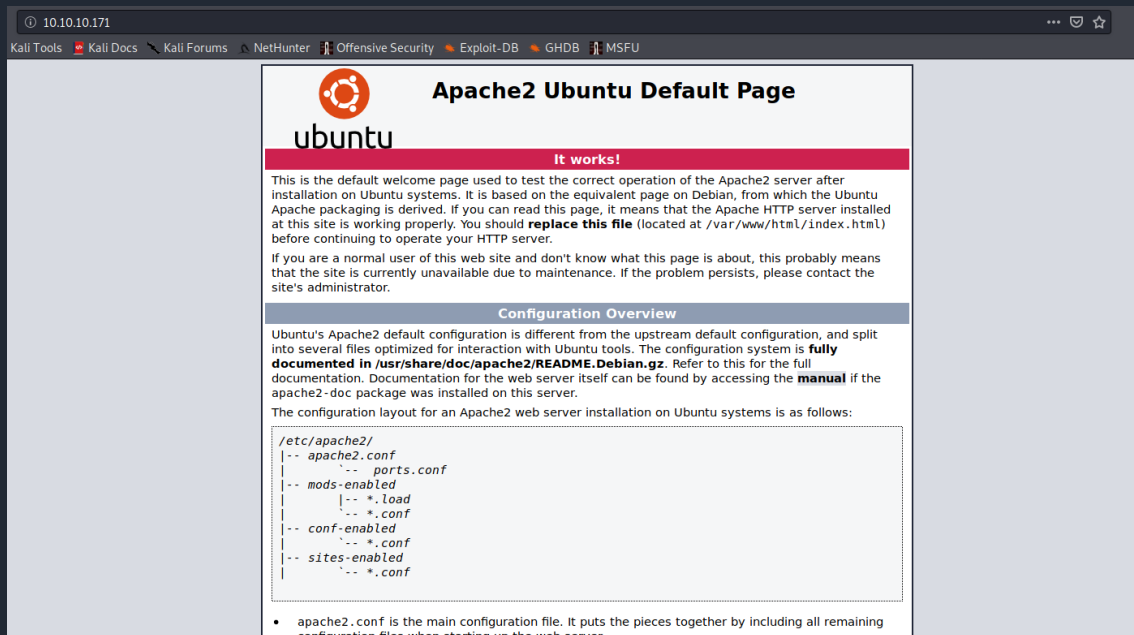 10.10.10.171
Kali Tools Kali Docs Kali Forums NetHunter Offensive Security Exploit-DB GHDB MSFU
Apache2 Ubuntu Default Page
ubuntu
It works!
This is the default welcome page used to test the correct operation of the Apache2 server after
installation on Ubuntu systems. It is based on the equivalent page on Debian, from which the Ubuntu
Apache packaging is derived. If you can read this page, it means that the Apache HTTP server installed
at this site is working properly. You should replace this file (located at /var/www/html/index.html)
before continuing to operate your HTTP server.
If you are a normal user of this web site and don't know what this page is about, this probably means
that the site is currently unavailable due to maintenance. If the problem persists, please contact the
site's administrator.
Configuration Overview
Ubuntu's Apache2 default configuration is different from the upstream default configuration, and split
into several files optimized for interaction with Ubuntu tools. The configuration system is fully
documented in /usr/share/doc/apache2/README.Debian.gz. Refer to this for the full
documentation. Documentation for the web server itself can be found by accessing the manual if the
apache2-doc package was installed on this server.
The configuration layout for an Apache2 web server installation on Ubuntu systems is as follows:
/etc/apache2/
|-- apache2.conf
|       `--  ports.conf
|-- mods-enabled
|       |-- *.load
|       `-- *.conf
|-- conf-enabled
|       `-- *.conf
|-- sites-enabled
|       `-- *.conf
• apache2.conf is the main configuration file. It puts the pieces together by including all remaining
configuration files when starting up the web server.